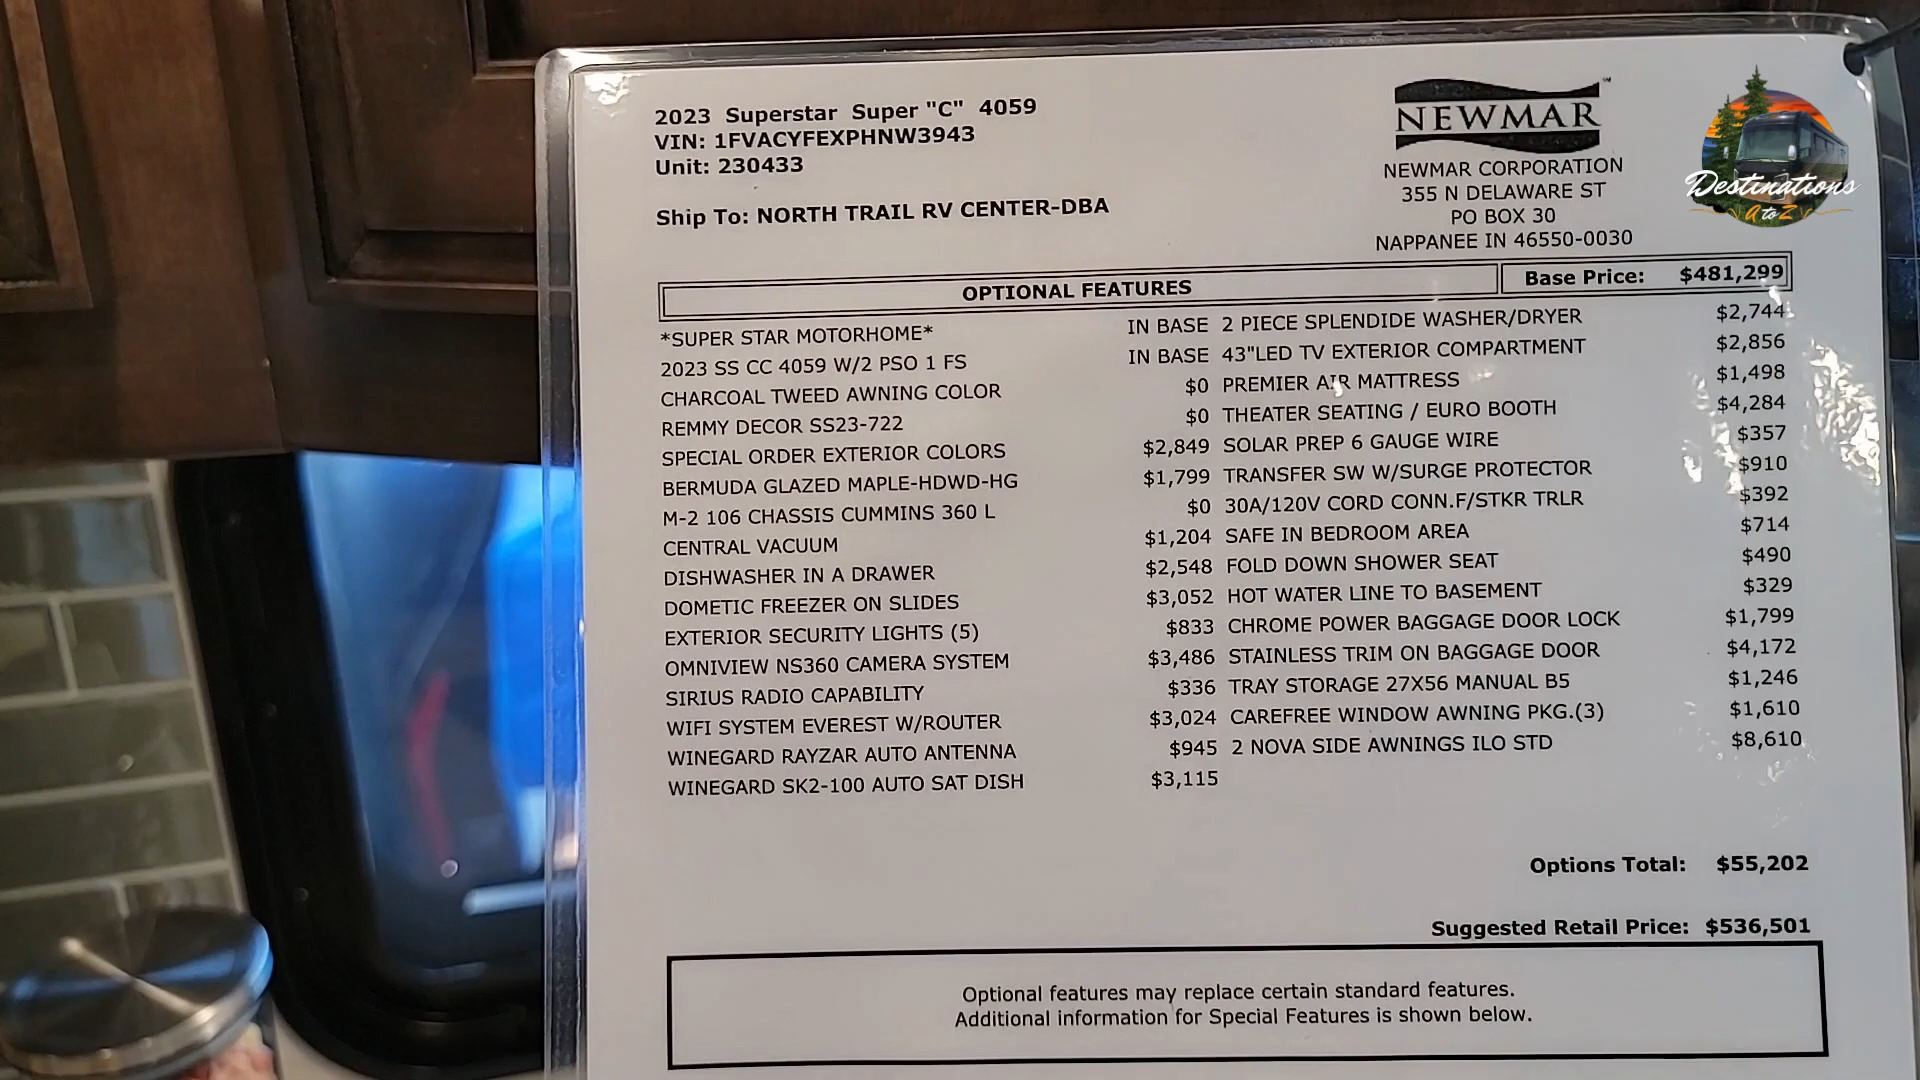 2023 Superstar Super "C" 4059
VIN: 1FVACYFEXPHNW3943
Unit: 230433
Ship To: NORTH TRAIL RV CENTER-DBA
NEWMAR
NEWMAR CORPORATION
355 N DELAWARE ST
PO BOX 30
NAPPANEE IN 46550-0030
Destinations
A to Z
OPTIONAL FEATURES Base Price: $481,299
*SUPER STAR MOTORHOME* IN BASE 2 PIECE SPLENDIDE WASHER/DRYER $2,744
2023 SS CC 4059 W/2 PSO 1 FS IN BASE 43"LED TV EXTERIOR COMPARTMENT $2,856
CHARCOAL TWEED AWNING COLOR $0 PREMIER AIR MATTRESS $1,498
REMMY DECOR SS23-722 $0 THEATER SEATING / EURO BOOTH $4,284
SPECIAL ORDER EXTERIOR COLORS $2,849 SOLAR PREP 6 GAUGE WIRE $357
BERMUDA GLAZED MAPLE-HDWD-HG $1,799 TRANSFER SW W/SURGE PROTECTOR $910
M-2 106 CHASSIS CUMMINS 360 L $0 30A/120V CORD CONN.F/STKR TRLR $392
CENTRAL VACUUM $1,204 SAFE IN BEDROOM AREA $714
DISHWASHER IN A DRAWER $2,548 FOLD DOWN SHOWER SEAT $490
DOMETIC FREEZER ON SLIDES $3,052 HOT WATER LINE TO BASEMENT $329
EXTERIOR SECURITY LIGHTS (5) $833 CHROME POWER BAGGAGE DOOR LOCK $1,799
OMNIVIEW NS360 CAMERA SYSTEM $3,486 STAINLESS TRIM ON BAGGAGE DOOR $4,172
SIRIUS RADIO CAPABILITY $336 TRAY STORAGE 27X56 MANUAL B5 $1,246
WIFI SYSTEM EVEREST W/ROUTER $3,024 CAREFREE WINDOW AWNING PKG.(3) $1,610
WINEGARD RAYZAR AUTO ANTENNA $945 2 NOVA SIDE AWNINGS ILO STD $8,610
WINEGARD SK2-100 AUTO SAT DISH $3,115
Options Total: $55,202
Suggested Retail Price: $536,501
Optional features may replace certain standard features.
Additional information for Special Features is shown below.